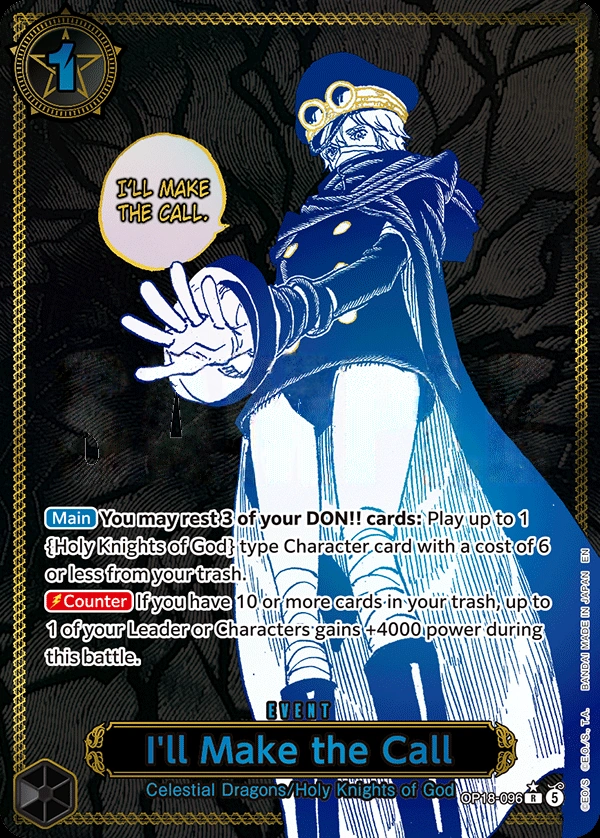 1
I'LL MAKE
THE CALL.
Main You may rest 3 of your DON!! cards: Play up to 1
{Holy Knights of God} type Character card with a cost of 6
or less from your trash.
Counter If you have 10 or more cards in your trash, up to
1 of your Leader or Characters gains +4000 power during
this battle.
EVENT
I'll Make the Call
Celestial Dragons/Holy Knights of God
OP18-096 R 5
©EO/S ©E.O./S., T.A. BANDAI MADE IN JAPAN EN